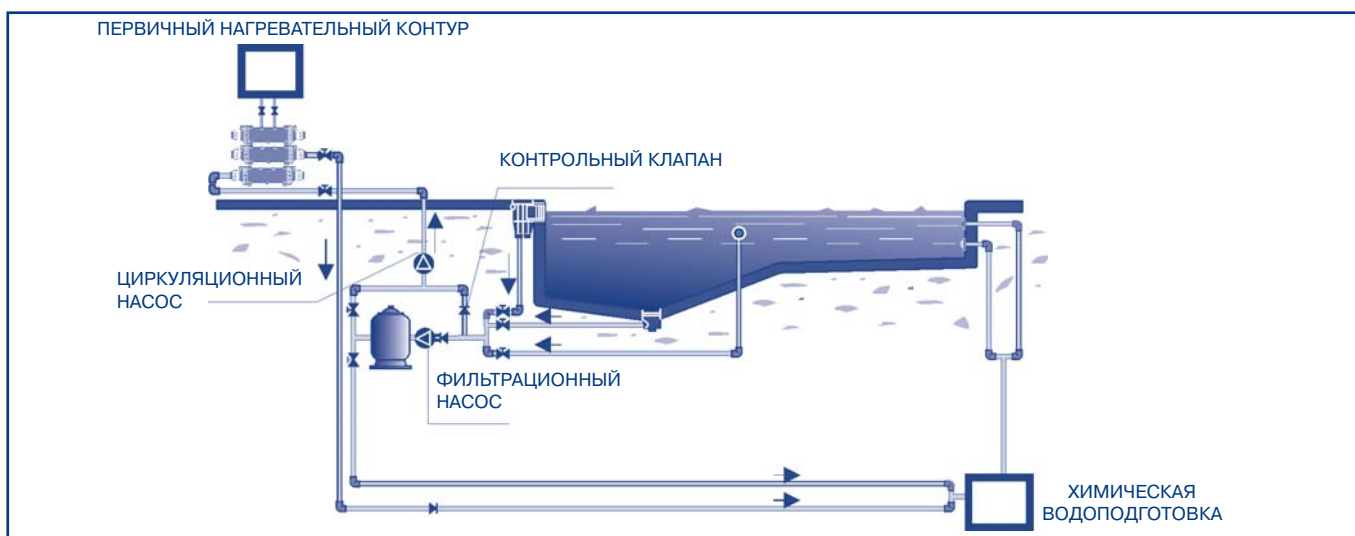 ПЕРВИЧНЫЙ НАГРЕВАТЕЛЬНЫЙ КОНТУР
КОНТРОЛЬНЫЙ КЛАПАН
ЦИРКУЛЯЦИОННЫЙ
НАСОС
ФИЛЬТРАЦИОННЫЙ
НАСОС
ХИМИЧЕСКАЯ
ВОДОПОДГОТОВКА